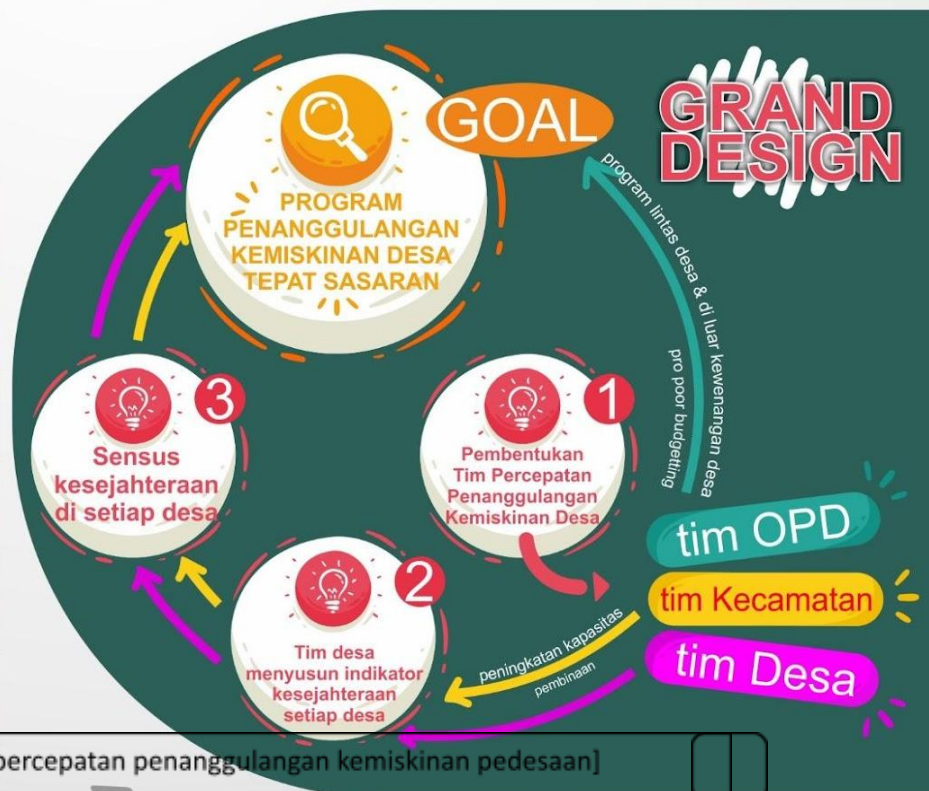 GRAND
DESIGN
GOAL
PROGRAM
PENANGGULANGAN
KEMISKINAN DESA
TEPAT SASARAN
program lintas desa & di luar kewenangan desa
pro poor budgetting
1
Pembentukan
Tim Percepatan
Penanggulangan
Kemiskinan Desa
3
Sensus
kesejahteraan
di setiap desa
tim OPD
tim Kecamatan
tim Desa
2
Tim desa
menyusun indikator
kesejahteraan
setiap desa
peningkatan kapasitas
pembinaan
percepatan penanggulangan kemiskinan pedesaan]